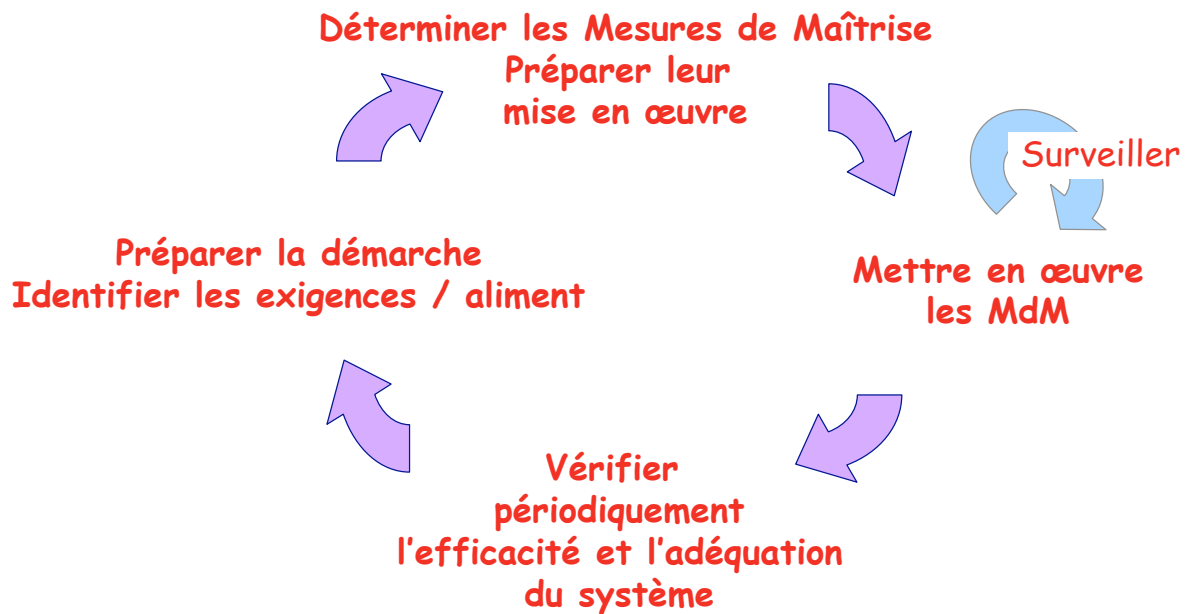 Déterminer les Mesures de Maîtrise
Préparer leur
mise en œuvre
Surveiller
Préparer la démarche
Identifier les exigences / aliment
Mettre en œuvre
les MdM
Vérifier
périodiquement
l'efficacité et l'adéquation
du système